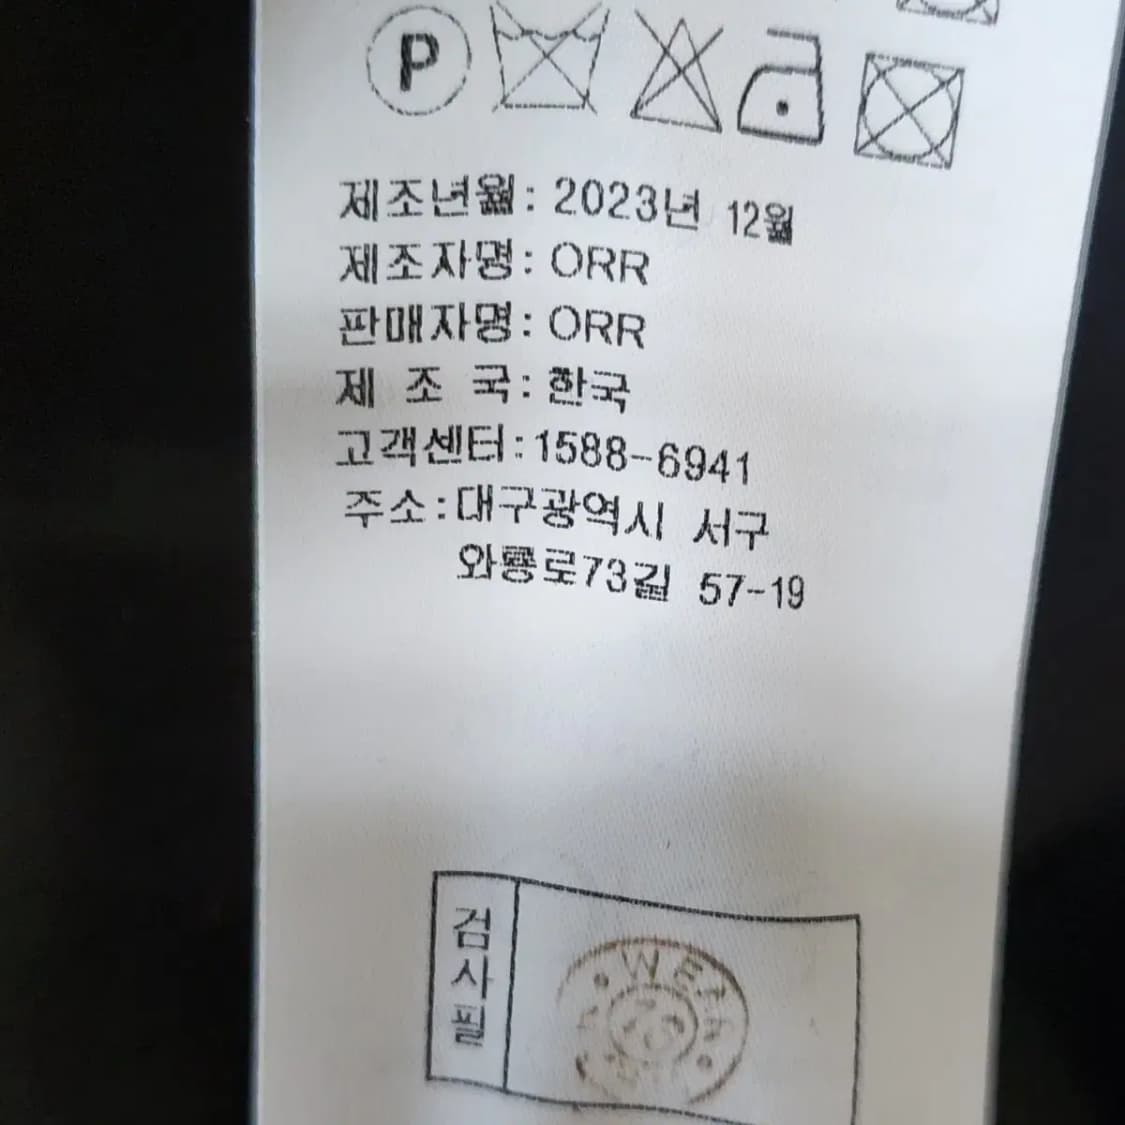 P
제조년월: 2023년 12월
제조자명: ORR
판매자명: ORR
제 조 국: 한국
고객센터:1588-6941
주소:대구광역시 서구
와룡로73길 57-19
검사필